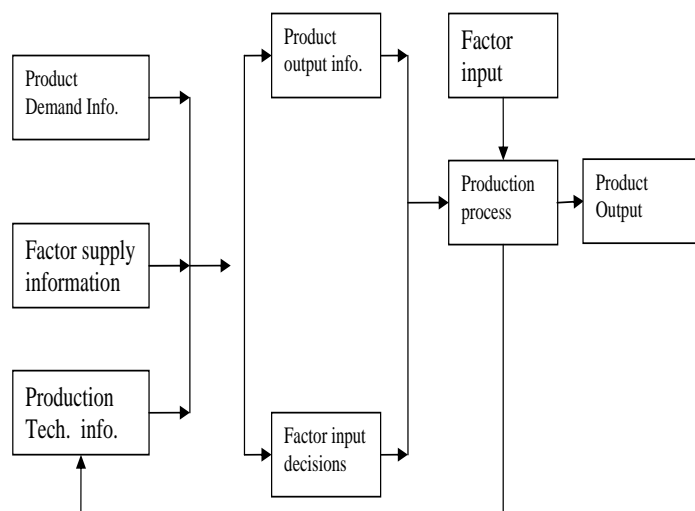 Product
Demand Info.
Factor supply
information
Production
Tech. info.
Product
output info.
Factor input
decisions
Factor
input
Production
process
Product
Output